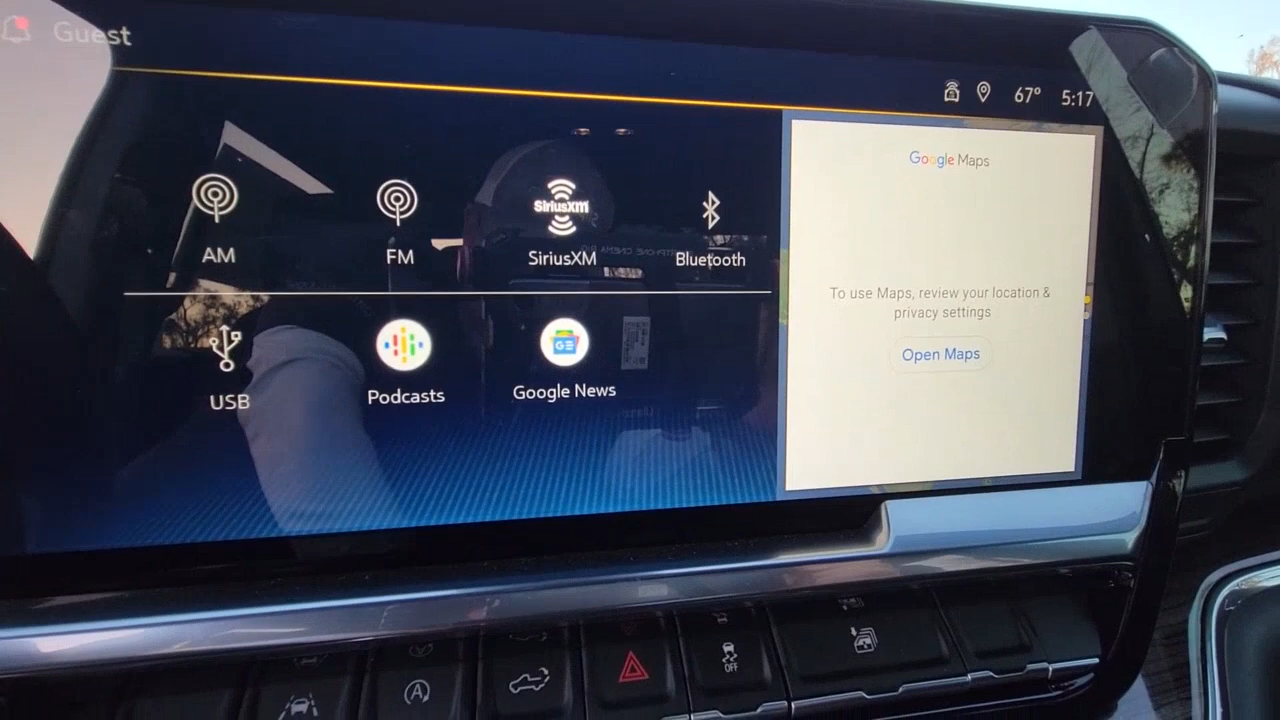 Guest
67° 5:17
Google Maps
AM
FM
SiriusXM
SiriusXM
Bluetooth
To use Maps, review your location &
privacy settings
Open Maps
USB
Podcasts
GE
Google News
A
OFF